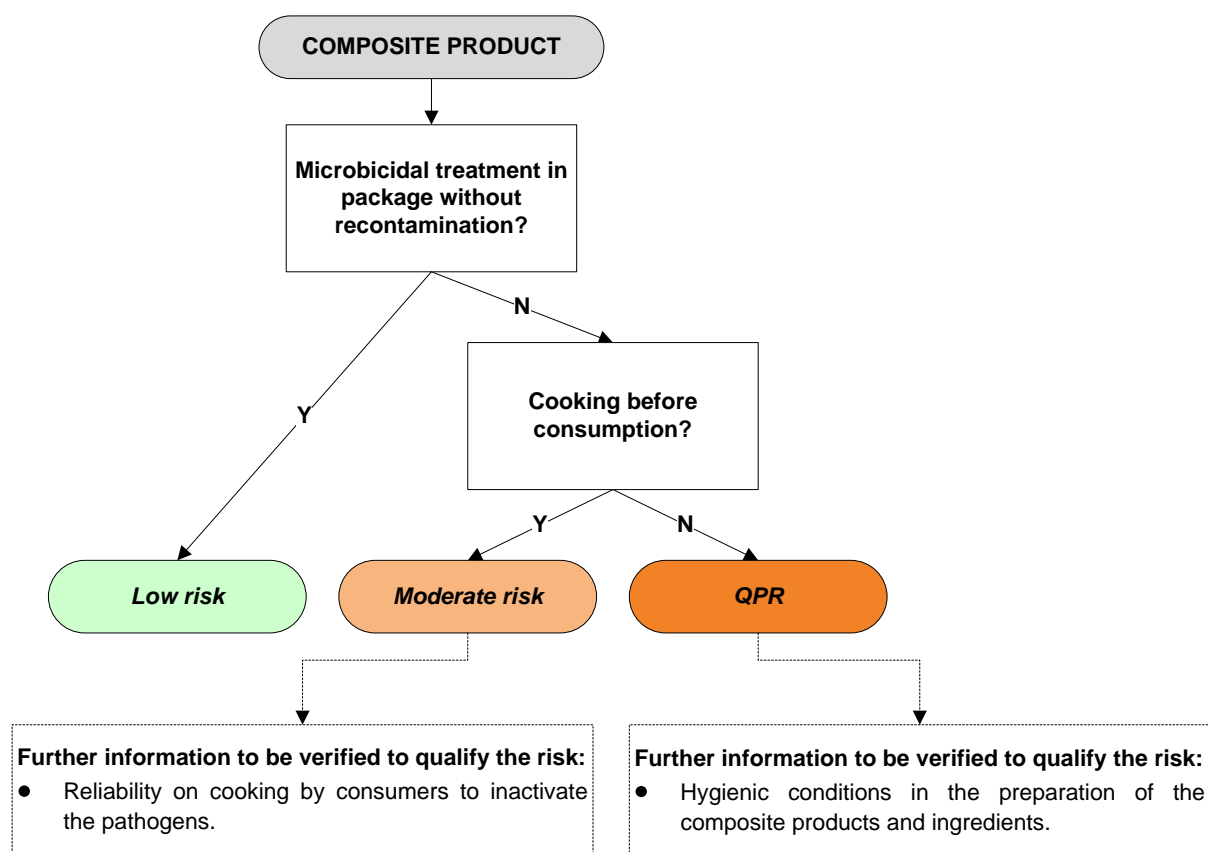 COMPOSITE PRODUCT
Microbicidal treatment in
package without
recontamination?
N
Y
Cooking before
consumption?
Y
N
Low risk
Moderate risk
QPR
Further information to be verified to qualify the risk:
● Reliability on cooking by consumers to inactivate
the pathogens.
Further information to be verified to qualify the risk:
● Hygienic conditions in the preparation of the
composite products and ingredients.